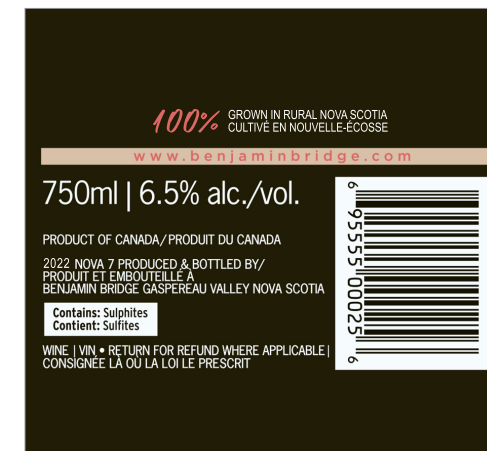 100% GROWN IN RURAL NOVA SCOTIA
CULTIVÉ EN NOUVELLE-ÉCOSSE
www.benjaminbridge.com
750ml | 6.5% alc./vol.
PRODUCT OF CANADA/PRODUIT DU CANADA
2022 NOVA 7 PRODUCED & BOTTLED BY/
PRODUIT ET EMBOUTEILLÉ À
BENJAMIN BRIDGE GASPEREAU VALLEY NOVA SCOTIA
Contains: Sulphites
Contient: Sulfites
WINE | VIN • RETURN FOR REFUND WHERE APPLICABLE|
CONSIGNÉE LÀ OÙ LA LOI LE PRESCRIT
6 95555 00025 6